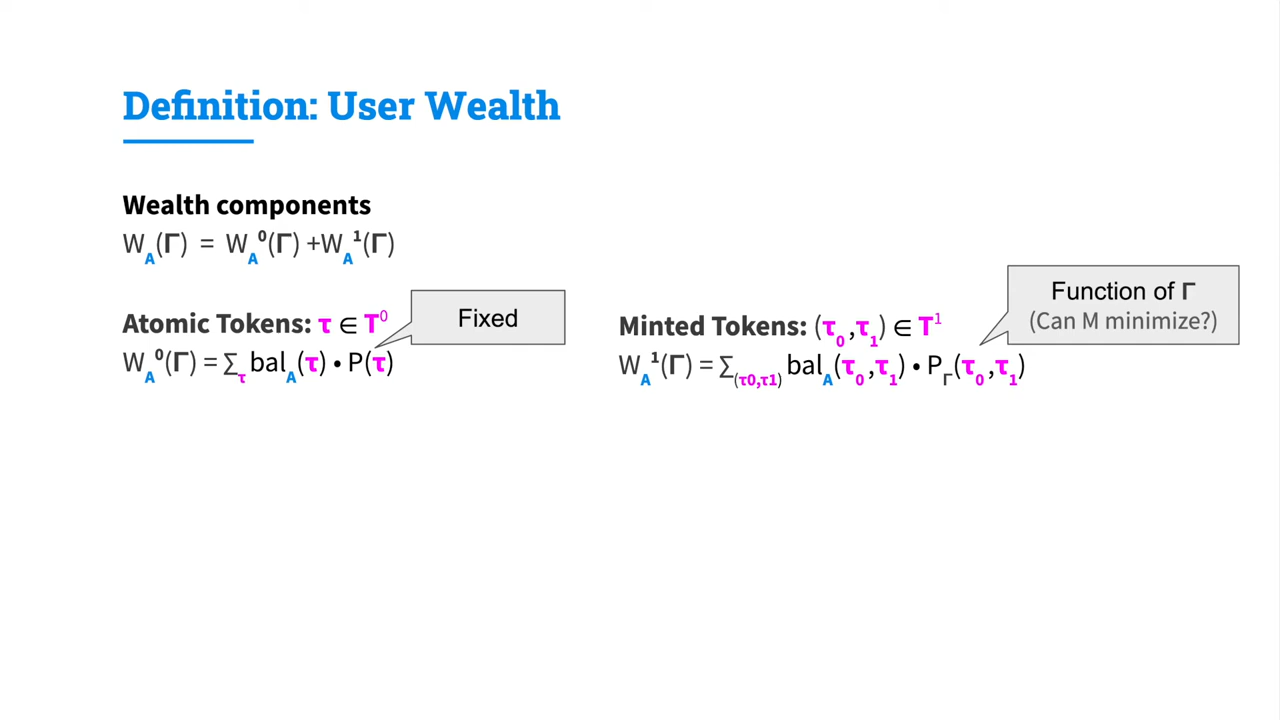 Definition: User Wealth
Wealth components
W_A(Γ) = W_A^0(Γ) +W_A^1(Γ)
Atomic Tokens: τ ∈ T^0
Fixed
W_A^0(Γ) = ∑_τ bal_A(τ) • P(τ)
Minted Tokens: (τ_0,τ_1) ∈ T^1
Function of Γ
(Can M minimize?)
W_A^1(Γ) = ∑_(τ0,τ1) bal_A(τ_0,τ_1) • P_Γ(τ_0,τ_1)